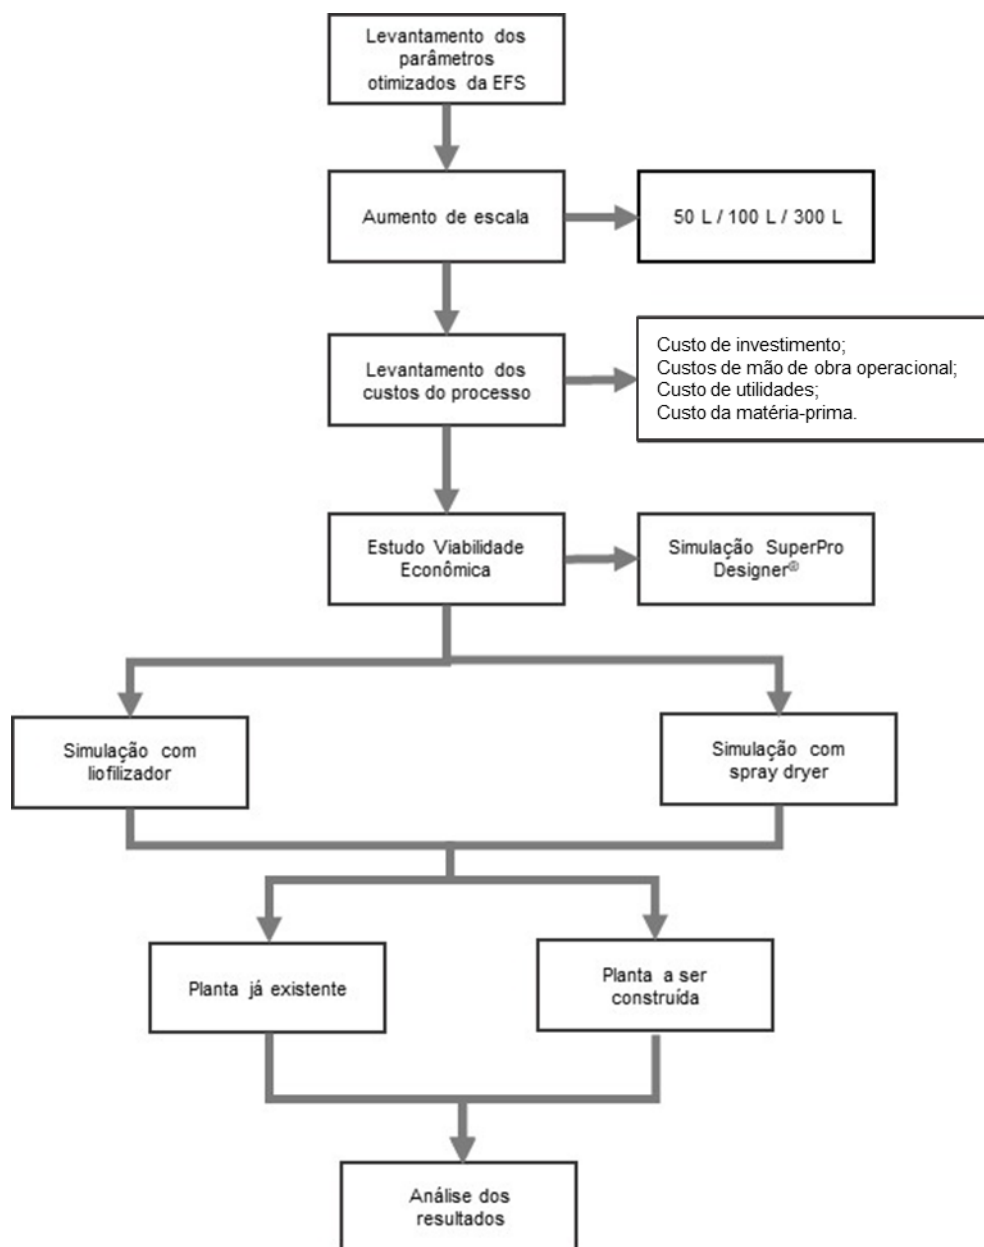 Levantamento dos
parâmetros
otimizados da EFS
Aumento de escala
50 L / 100 L / 300 L
Levantamento dos
custos do processo
Custo de investimento;
Custos de mão de obra operacional;
Custo de utilidades;
Custo da matéria-prima.
Estudo Viabilidade
Econômica
Simulação SuperPro
Designer®
Simulação com
liofilizador
Simulação com
spray dryer
Planta já existente
Planta a ser
construída
Análise dos
resultados